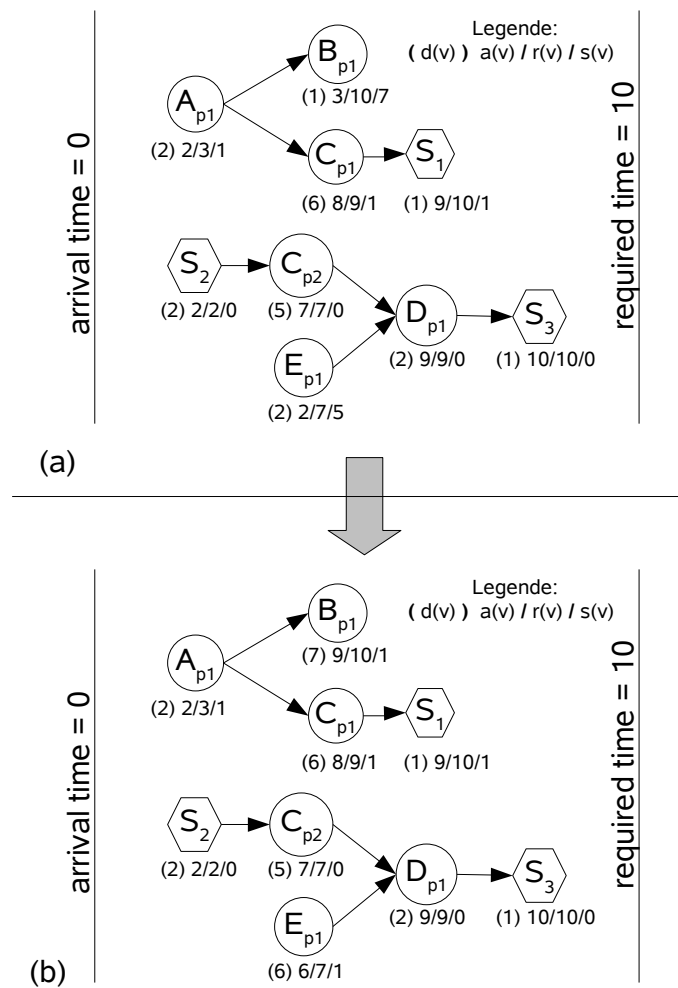 Legende:
( d(v) ) a(v) / r(v) / s(v)
arrival time = 0
required time = 10
B p1
(1) 3/10/7
A p1
(2) 2/3/1
C p1
(6) 8/9/1
S 1
(1) 9/10/1
S 2
(2) 2/2/0
C p2
(5) 7/7/0
D p1
(2) 9/9/0
S 3
(1) 10/10/0
E p1
(2) 2/7/5
(a)
Legende:
( d(v) ) a(v) / r(v) / s(v)
arrival time = 0
required time = 10
B p1
(7) 9/10/1
A p1
(2) 2/3/1
C p1
(6) 8/9/1
S 1
(1) 9/10/1
S 2
(2) 2/2/0
C p2
(5) 7/7/0
D p1
(2) 9/9/0
S 3
(1) 10/10/0
E p1
(6) 6/7/1
(b)